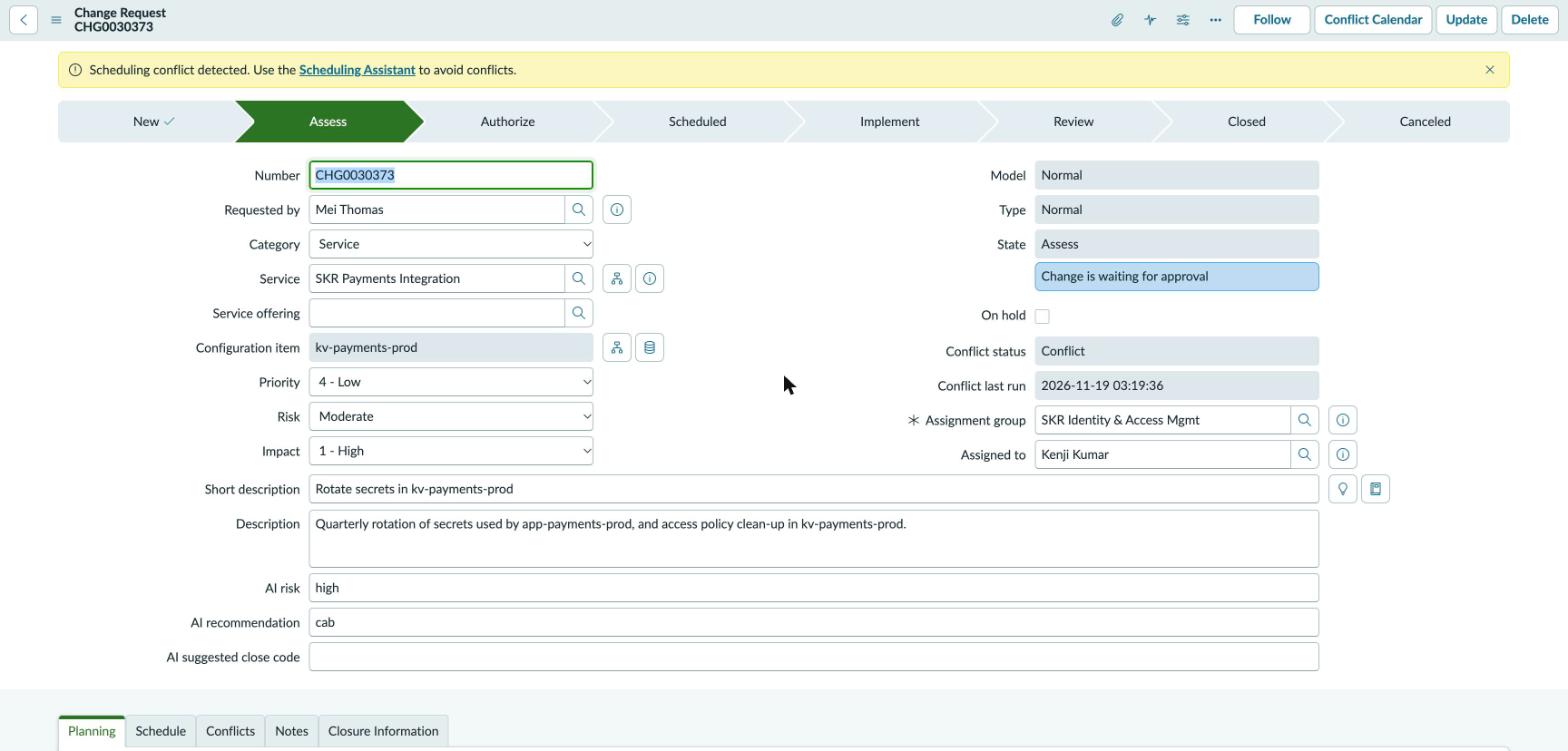 Change Request
CHG0030373
Follow
Conflict Calendar
Update
Delete
Scheduling conflict detected. Use the Scheduling Assistant to avoid conflicts.
New
Assess
Authorize
Scheduled
Implement
Review
Closed
Canceled
Number CHG0030373
Requested by Mei Thomas
Category Service
Service SKR Payments Integration
Service offering
Configuration item kv-payments-prod
Priority 4 - Low
Risk Moderate
Impact 1 - High
Model Normal
Type Normal
State Assess
Change is waiting for approval
On hold
Conflict status Conflict
Conflict last run 2026-11-19 03:19:36
Assignment group SKR Identity & Access Mgmt
Assigned to Kenji Kumar
Short description Rotate secrets in kv-payments-prod
Description Quarterly rotation of secrets used by app-payments-prod, and access policy clean-up in kv-payments-prod.
AI risk high
AI recommendation cab
AI suggested close code
Planning
Schedule
Conflicts
Notes
Closure Information